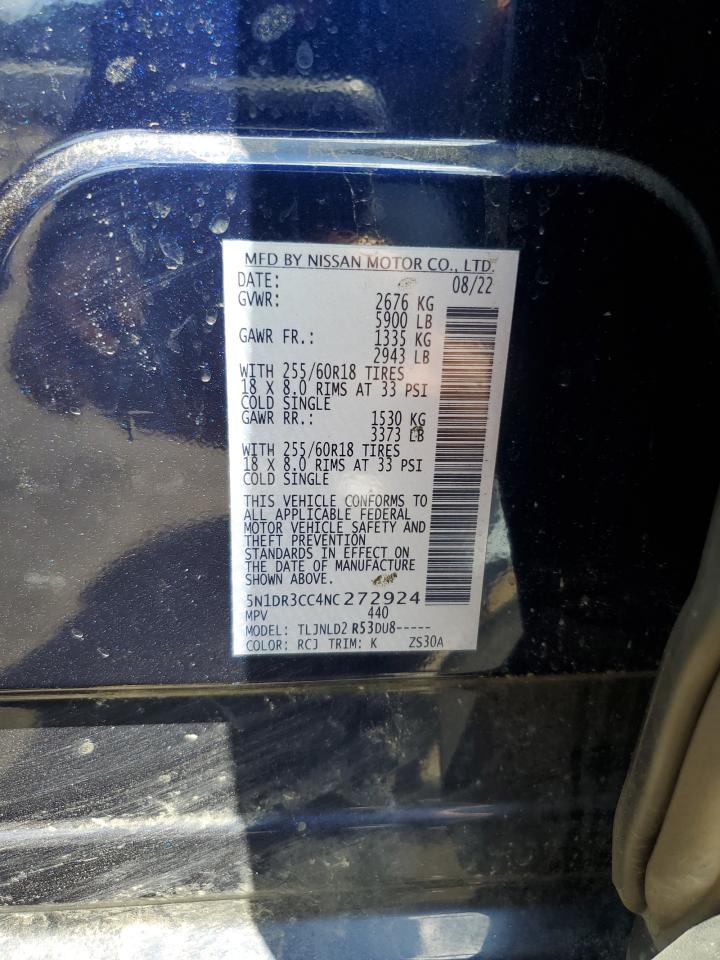 MFD BY NISSAN MOTOR CO., LTD.
DATE: 08/22
GVWR: 2676 KG
5900 LB
GAWR FR.: 1335 KG
2943 LB
WITH 255/60R18 TIRES
18 X 8.0 RIMS AT 33 PSI
COLD SINGLE
GAWR RR.: 1530 KG
3373 LB
WITH 255/60R18 TIRES
18 X 8.0 RIMS AT 33 PSI
COLD SINGLE
THIS VEHICLE CONFORMS TO
ALL APPLICABLE FEDERAL
MOTOR VEHICLE SAFETY AND
THEFT PREVENTION
STANDARDS IN EFFECT ON
THE DATE OF MANUFACTURE
SHOWN ABOVE.
5N1DR3CC4NC272924
MPV 440
MODEL: TLJNLD2 R53DU8-----
COLOR: RCJ TRIM: K ZS30A